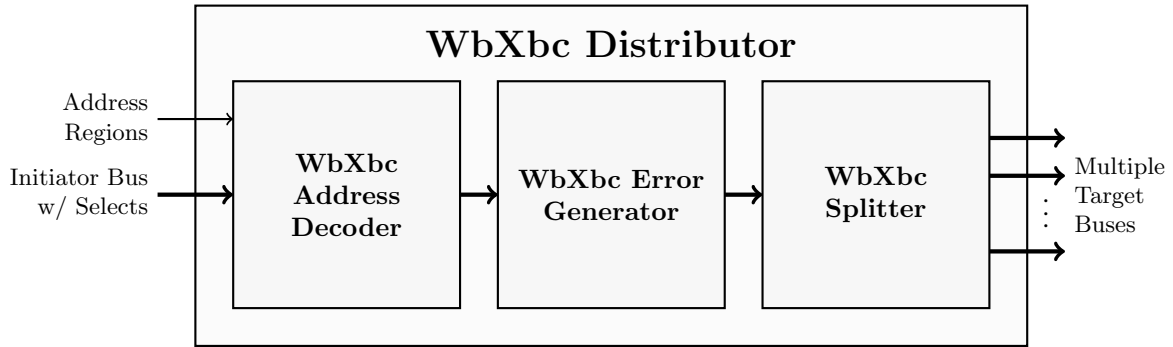 WbXbc Distributor
Address
Regions
Initiator Bus
w/ Selects
WbXbc
Address
Decoder
WbXbc Error
Generator
WbXbc
Splitter
Multiple
Target
Buses